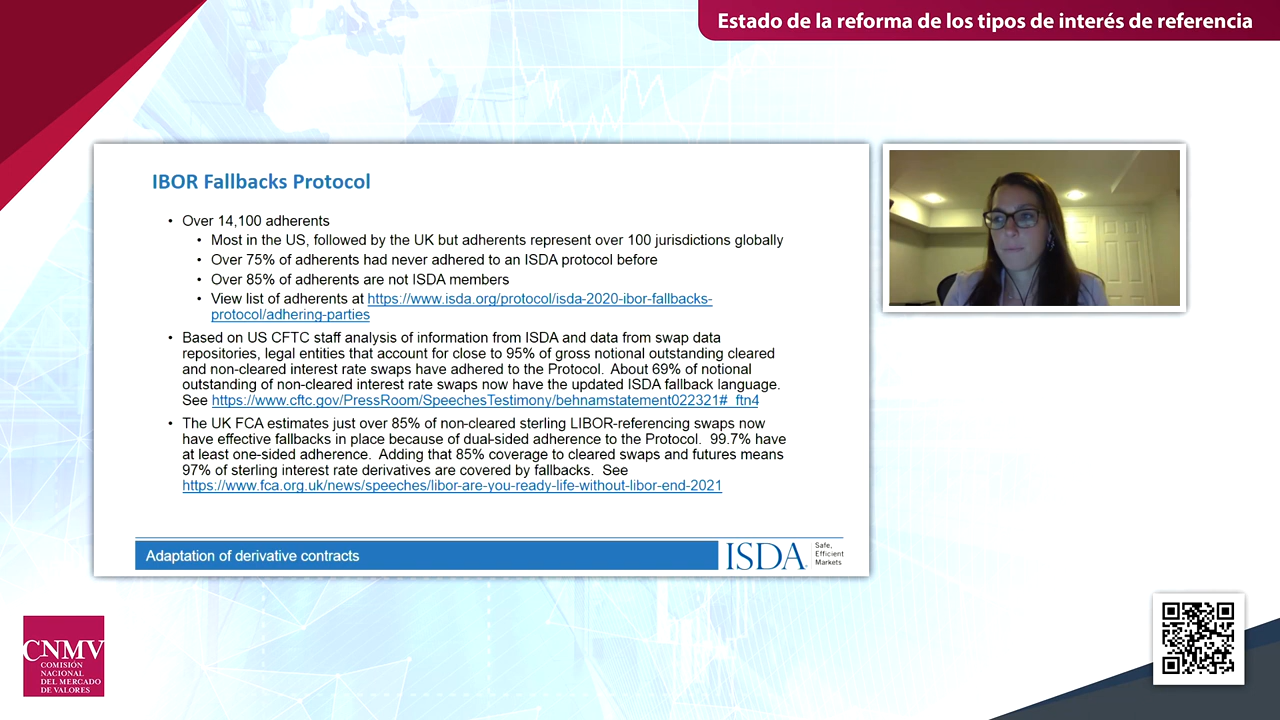 Estado de la reforma de los tipos de interés de referencia
IBOR Fallbacks Protocol
• Over 14,100 adherents
• Most in the US, followed by the UK but adherents represent over 100 jurisdictions globally
• Over 75% of adherents had never adhered to an ISDA protocol before
• Over 85% of adherents are not ISDA members
• View list of adherents at https://www.isda.org/protocol/isda-2020-ibor-fallbacks-
protocol/adhering-parties
• Based on US CFTC staff analysis of information from ISDA and data from swap data
repositories, legal entities that account for close to 95% of gross notional outstanding cleared
and non-cleared interest rate swaps have adhered to the Protocol. About 69% of notional
outstanding of non-cleared interest rate swaps now have the updated ISDA fallback language.
See https://www.cftc.gov/PressRoom/SpeechesTestimony/behnamstatement022321#_ftn4
• The UK FCA estimates just over 85% of non-cleared sterling LIBOR-referencing swaps now
have effective fallbacks in place because of dual-sided adherence to the Protocol. 99.7% have
at least one-sided adherence. Adding that 85% coverage to cleared swaps and futures means
97% of sterling interest rate derivatives are covered by fallbacks. See
https://www.fca.org.uk/news/speeches/libor-are-you-ready-life-without-libor-end-2021
Adaptation of derivative contracts
ISDA
Safe,
Efficient
Markets
CNMV
COMISIÓN
NACIONAL
DEL MERCADO
DE VALORES